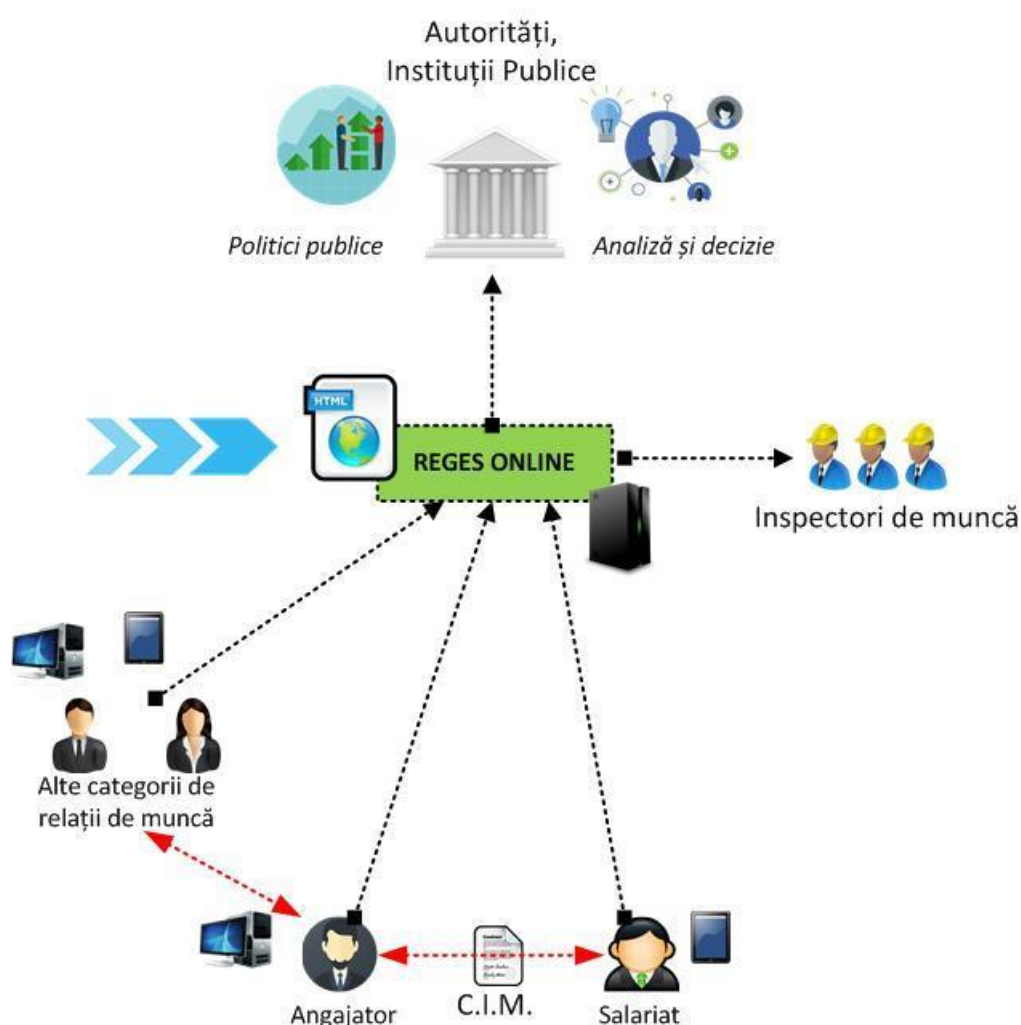 Autorități,
Instituții Publice
Politici publice
Analiză și decizie
HTML
REGES ONLINE
Inspectori de muncă
Alte categorii de
relații de muncă
C.I.M.
Angajator
Salariat